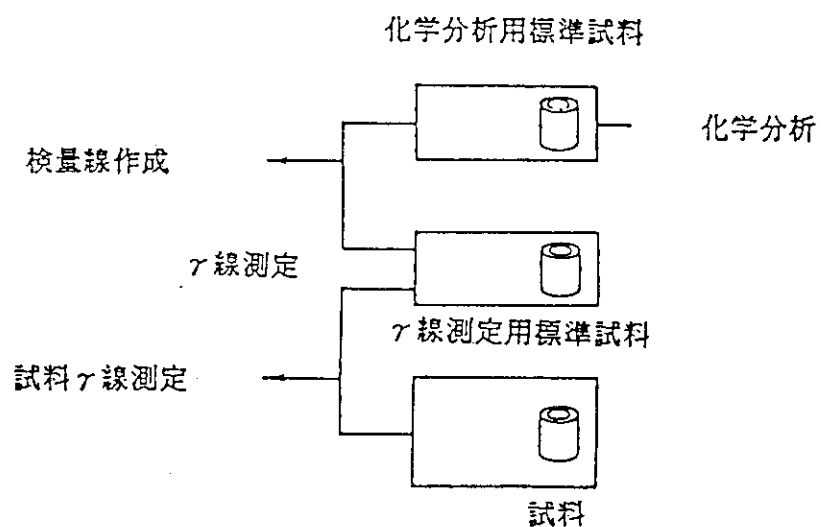 化学分析用標準試料
化学分析
検量線作成
γ線測定
γ線測定用標準試料
試料γ線測定
試料